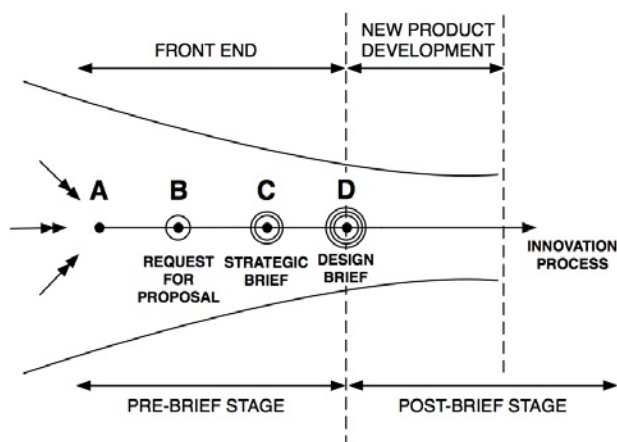 NEW PRODUCT
FRONT END
DEVELOPMENT
A
B
C
D
REQUEST
FOR
PROPOSAL
STRATEGIC
BRIEF
DESIGN
BRIEF
INNOVATION
PROCESS
PRE-BRIEF STAGE
POST-BRIEF STAGE